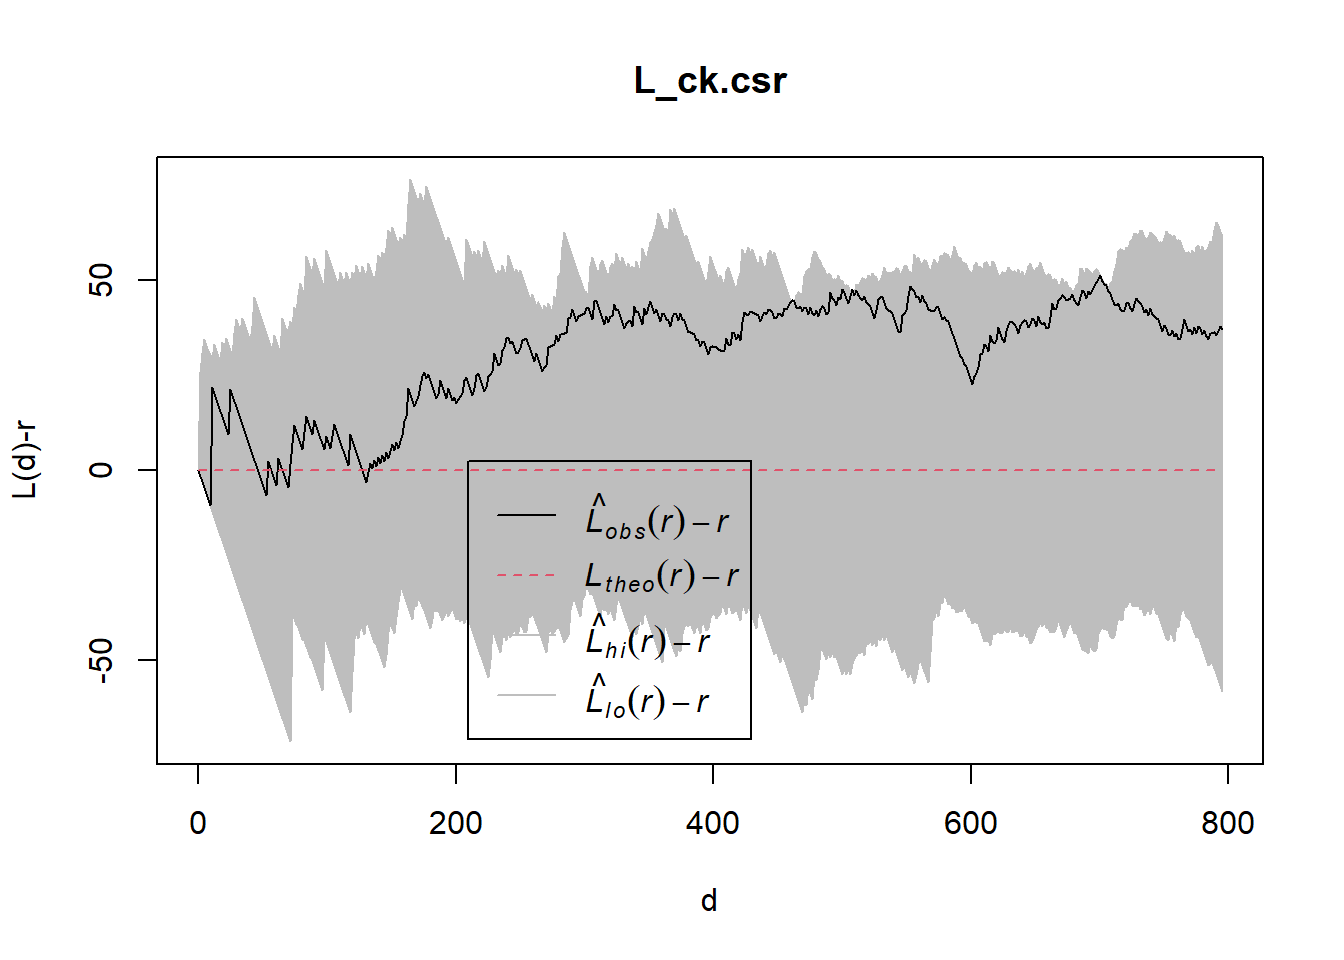 L_ck.csr
L(d)-r
50
0
-50
L̂obs(r) – r
Ltheo(r) – r
L̂hi(r) – r
L̂lo(r) – r
0 200 400 600 800
d